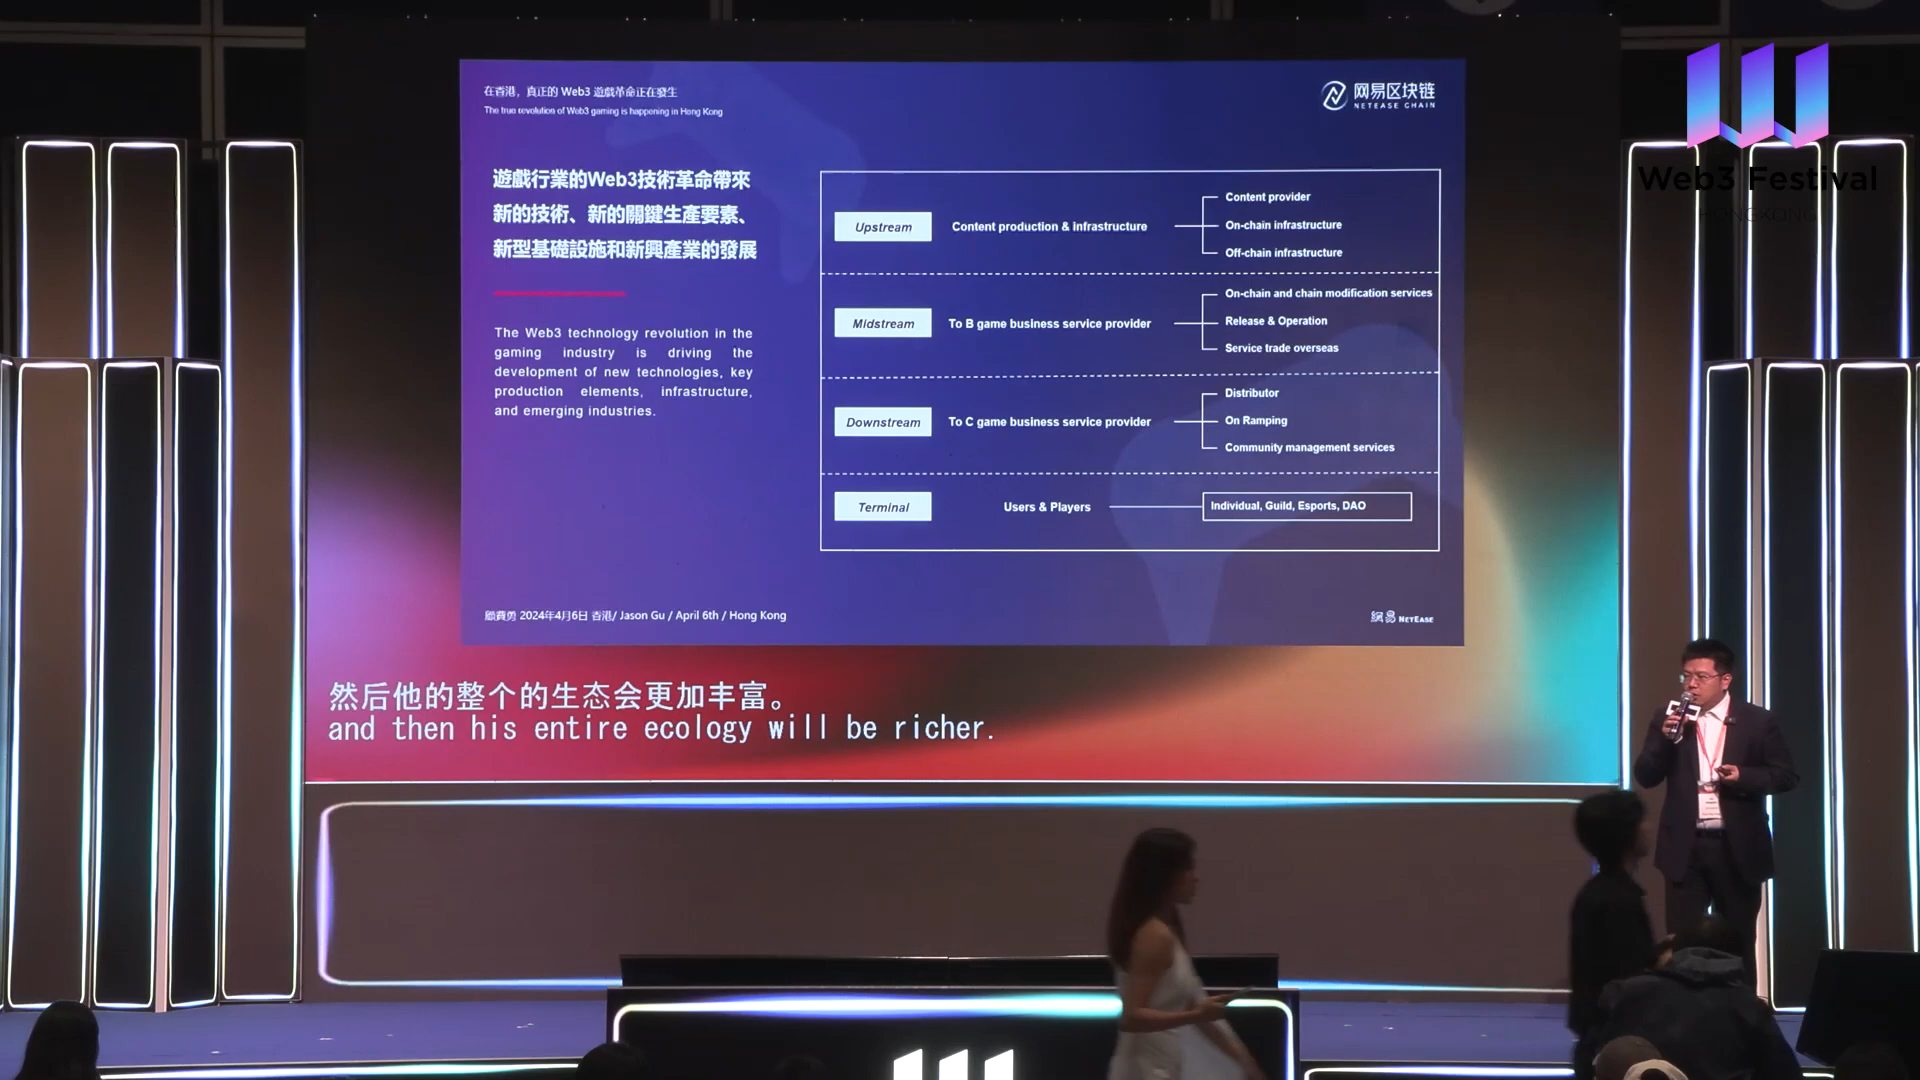 在香港，真正的 Web3 遊戲革命正在發生
The true revolution of Web3 gaming is happening in Hong Kong
网易区块链
NETEASE CHAIN
Web3 Festival
HONGKONG
遊戲行業的Web3技術革命帶來
新的技術、新的關鍵生產要素、
新型基礎設施和新興產業的發展
The Web3 technology revolution in the
gaming industry is driving the
development of new technologies, key
production elements, infrastructure,
and emerging industries.
Upstream
Content production & infrastructure
Content provider
On-chain infrastructure
Off-chain infrastructure
Midstream
To B game business service provider
On-chain and chain modification services
Release & Operation
Service trade overseas
Downstream
To C game business service provider
Distributor
On Ramping
Community management services
Terminal
Users & Players
Individual, Guild, Esports, DAO
顧費勇 2024年4月6日 香港/ Jason Gu / April 6th / Hong Kong
網易 NETEASE
然后他的整个的生态会更加丰富。
and then his entire ecology will be richer.